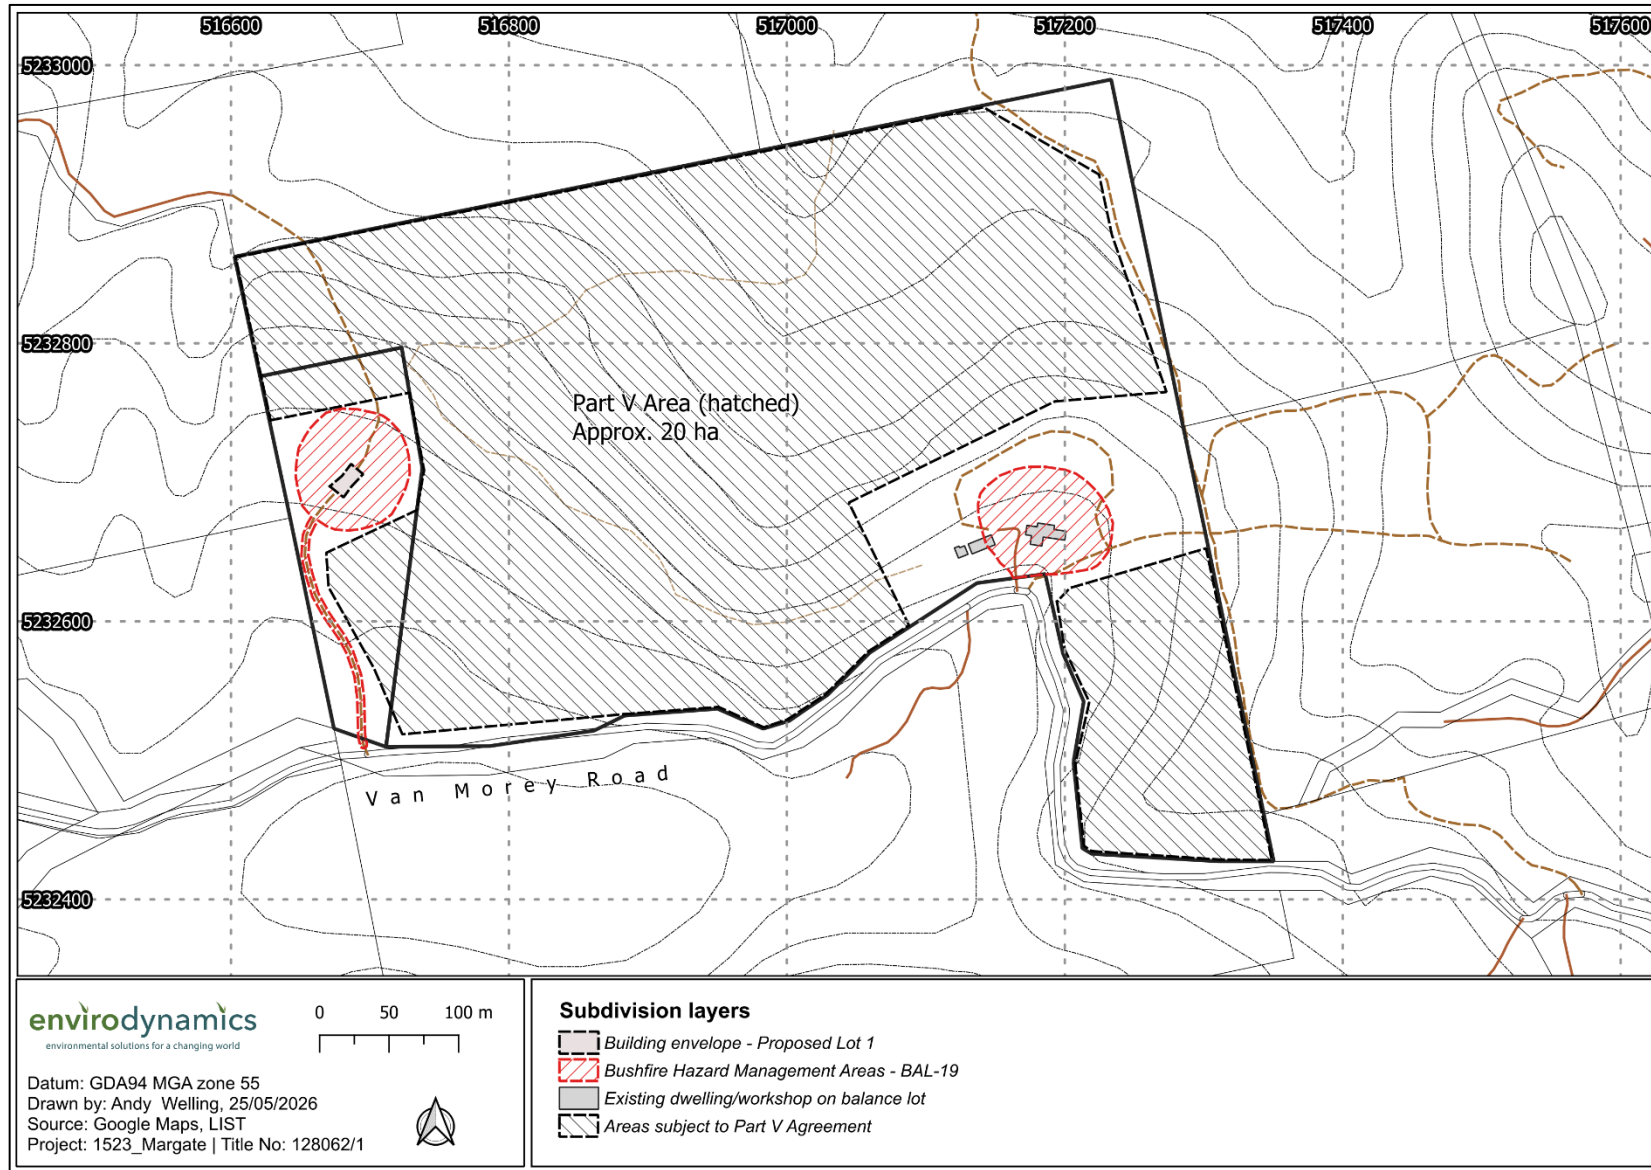 516600 516800 517000 517200 517400 517600
5233000
5232800
Part V Area (hatched)
Approx. 20 ha
5232600
Van Morey Road
5232400
envirodynamics
environmental solutions for a changing world
0 50 100 m
Datum: GDA94 MGA zone 55
Drawn by: Andy Welling, 25/05/2026
Source: Google Maps, LIST
Project: 1523_Margate | Title No: 128062/1
Subdivision layers
Building envelope - Proposed Lot 1
Bushfire Hazard Management Areas - BAL-19
Existing dwelling/workshop on balance lot
Areas subject to Part V Agreement